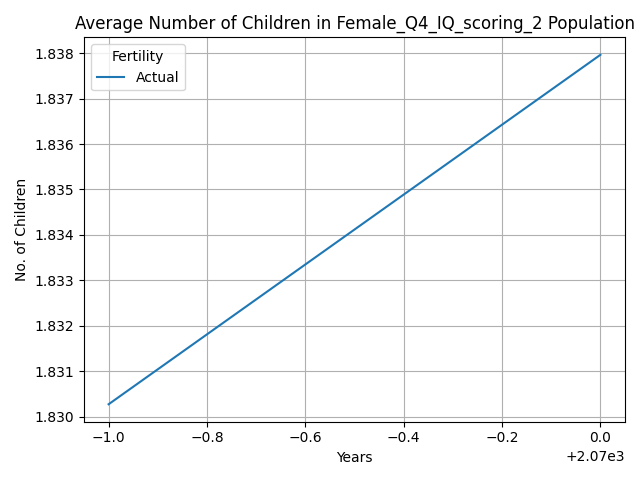 Average Number of Children in Female_Q4_IQ_scoring_2 Population
Fertility
Actual
1.838
1.837
1.836
1.835
1.834
1.833
1.832
1.831
1.830
No. of Children
−1.0 −0.8 −0.6 −0.4 −0.2 0.0
Years
+2.07e3